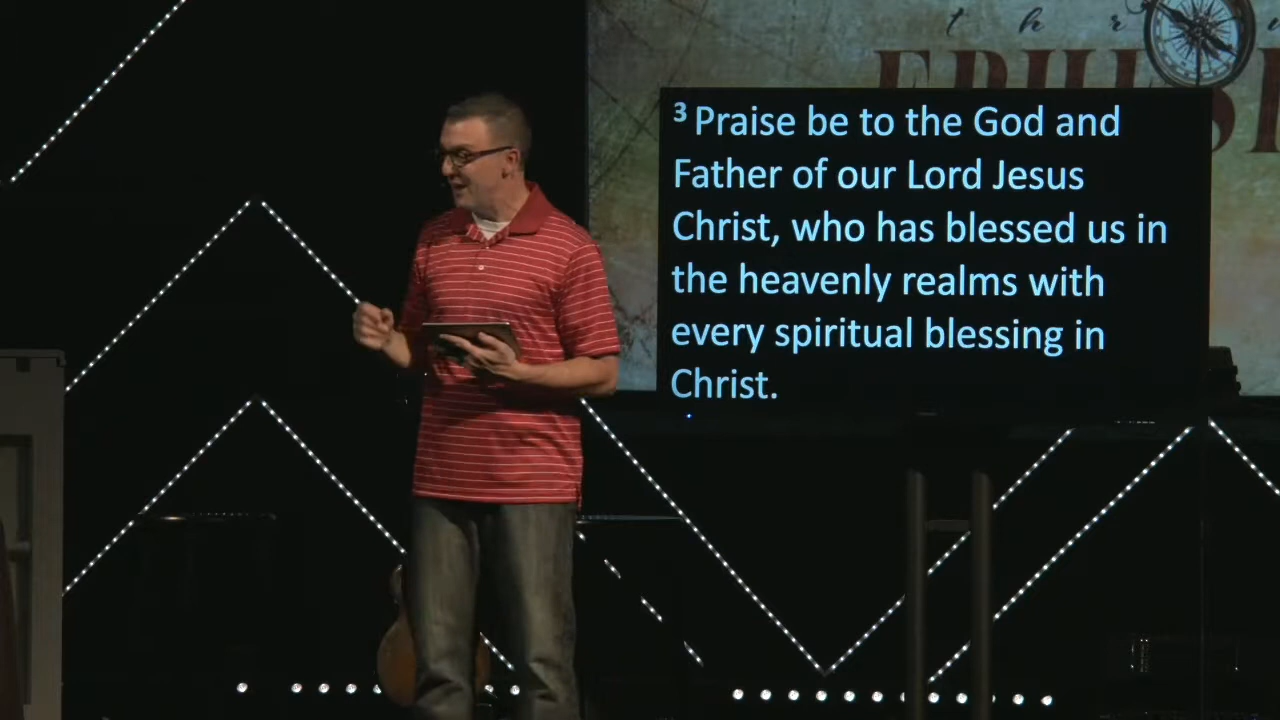 ³ Praise be to the God and
Father of our Lord Jesus
Christ, who has blessed us in
the heavenly realms with
every spiritual blessing in
Christ.